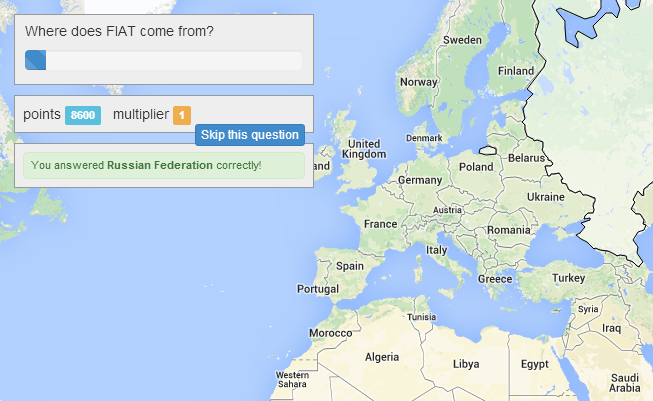 Where does FIAT come from?
points 8600 multiplier 1
Skip this question
You answered Russian Federation correctly!
Sweden
Finland
Norway
Denmark
United
Kingdom
land
Belarus
Poland
Germany
Ukraine
Austria
France
Romania
Italy
Spain
Greece
Turkey
Portugal
Syria
Tunisia
Morocco
Iraq
Algeria
Libya
Egypt
Western
Sahara
Saudi
Arabia